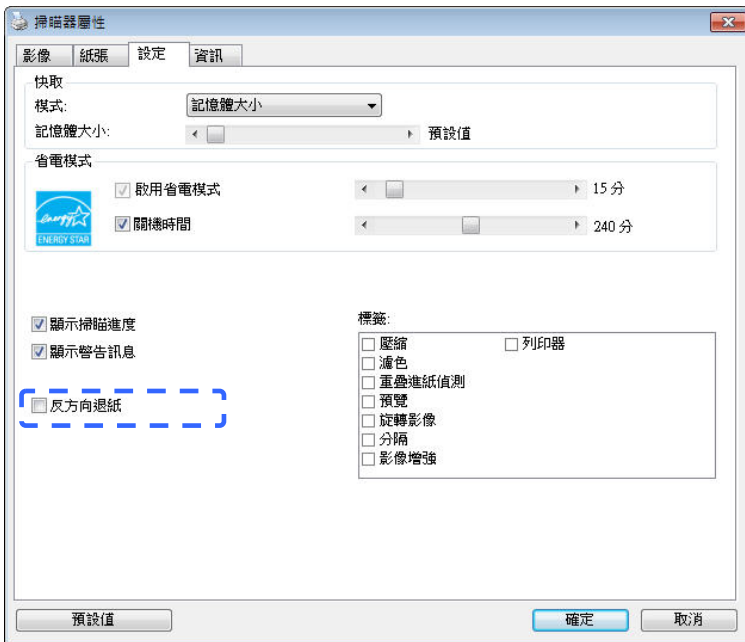 掃瞄器屬性
影像 紙張 設定 資訊
快取
模式: 記憶體大小
記憶體大小: 預設值
省電模式
啟用省電模式 15 分
energy
ENERGY STAR
關機時間 240 分
顯示掃瞄進度
顯示警告訊息
反方向退紙
標籤:
壓縮 列印器
濾色
重疊進紙偵測
預覽
旋轉影像
分隔
影像增強
預設值 確定 取消